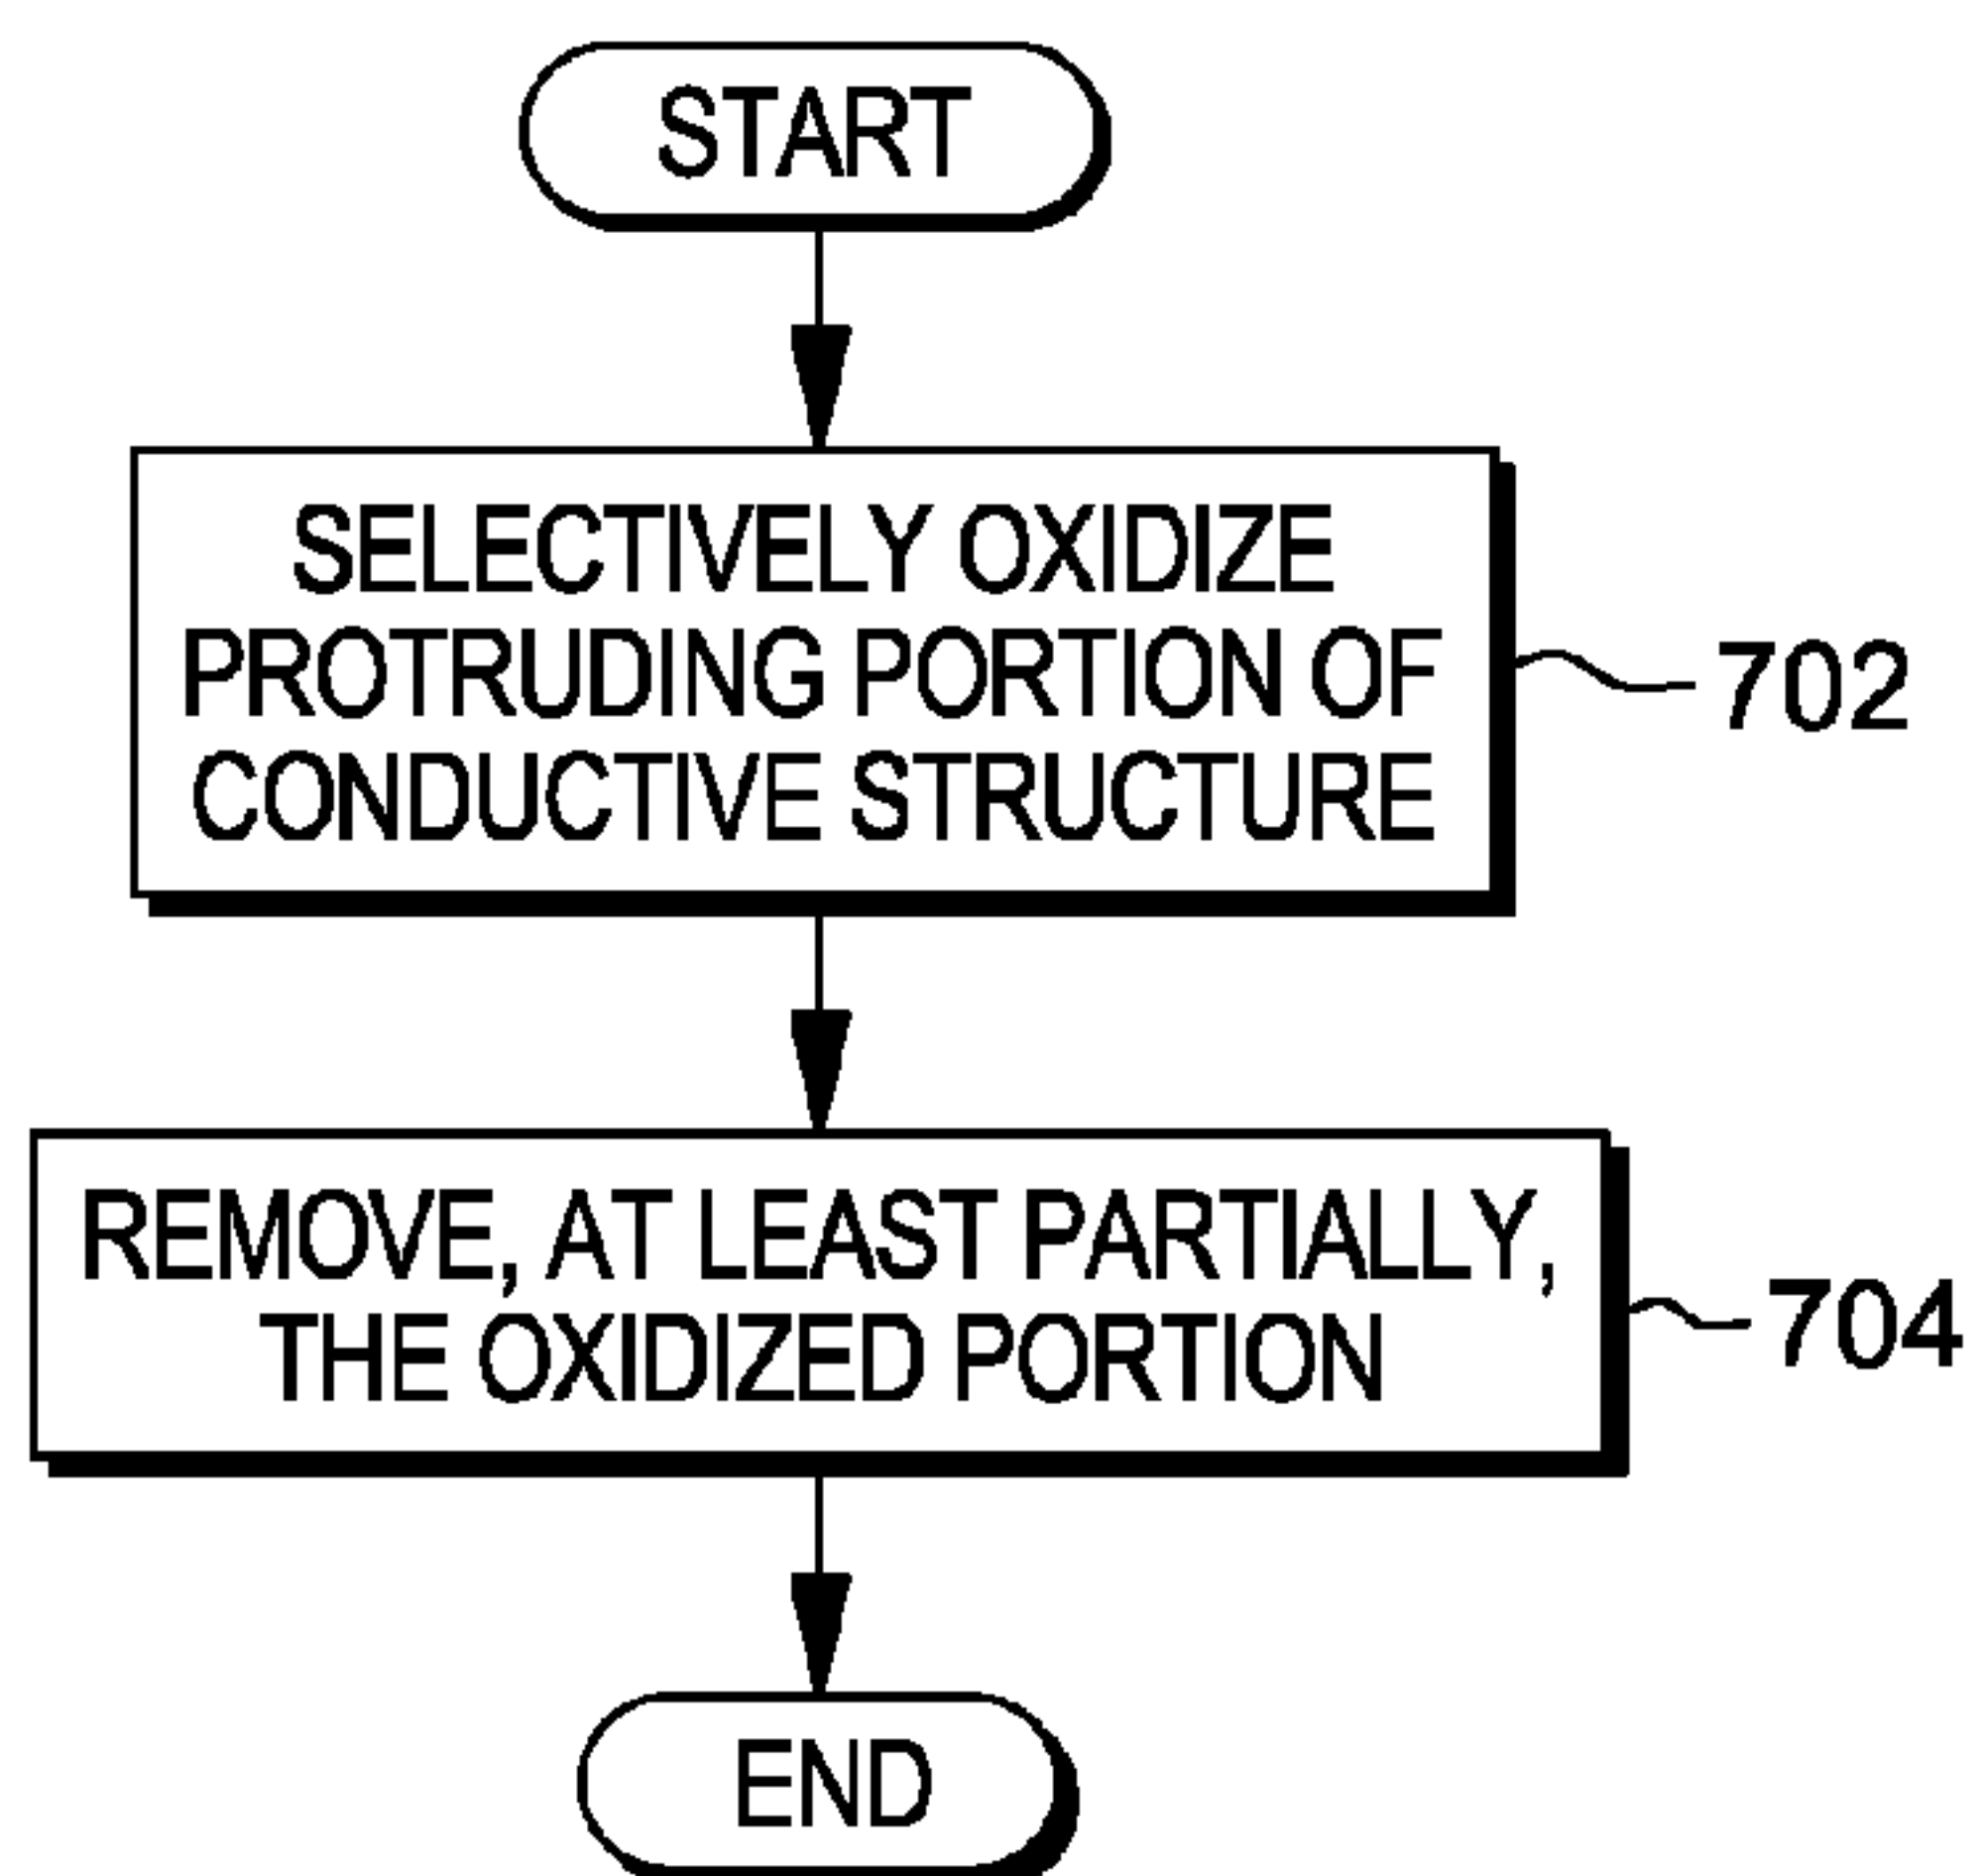 START
SELECTIVELY OXIDIZE
PROTRUDING PORTION OF
CONDUCTIVE STRUCTURE
702
REMOVE, AT LEAST PARTIALLY,
THE OXIDIZED PORTION
704
END